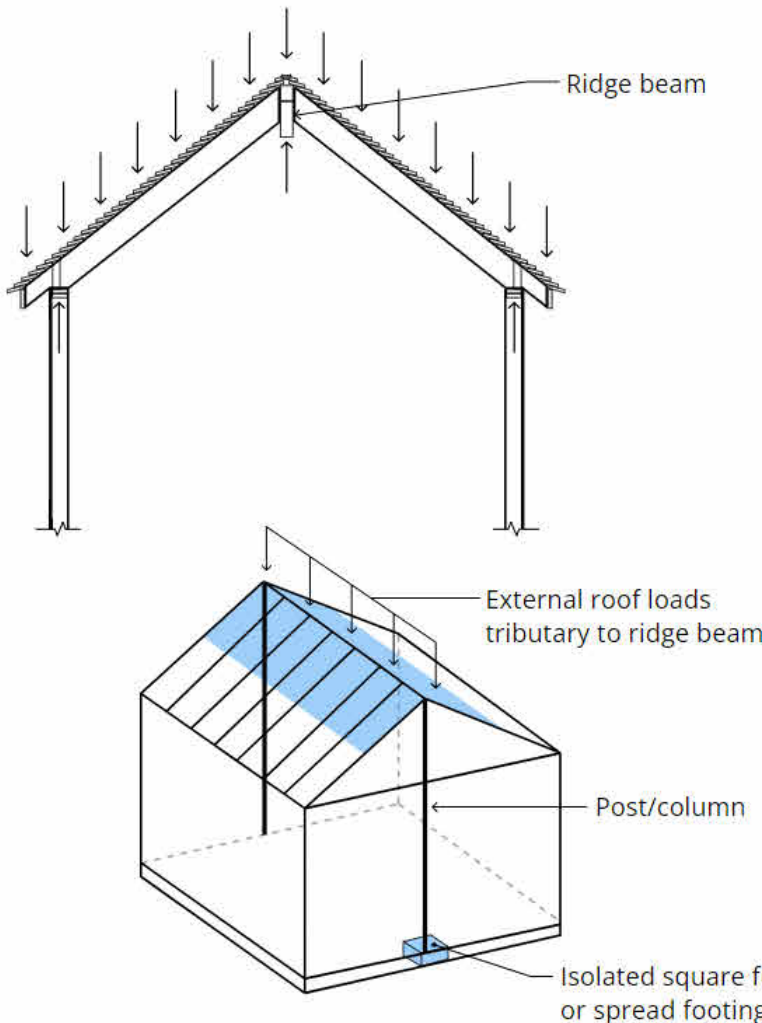 Ridge beam
External roof loads
tributary to ridge beam
Post/column
Isolated square f
or spread footing